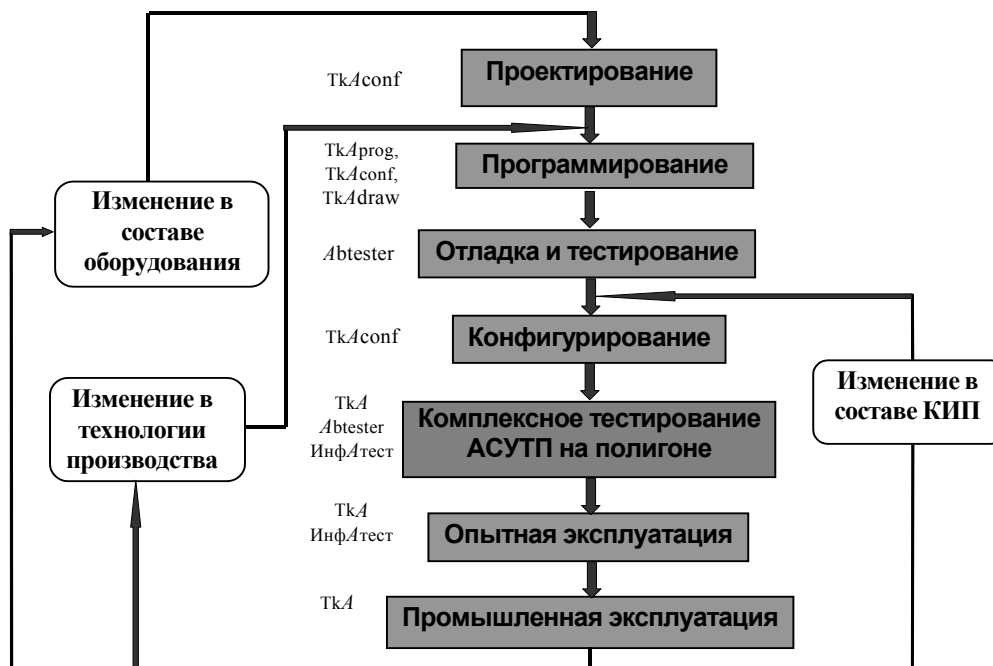 Проектирование
TkAconf
Программирование
TkAprog,
TkAconf,
TkAdraw
Изменение в
составе
оборудования
Отладка и тестирование
Abtester
Конфигурирование
TkAconf
Изменение в
составе КИП
Изменение в
технологии
производства
TkA
Abtester
ИнфAтест
Комплексное тестирование
АСУТП на полигоне
TkA
ИнфAтест
Опытная эксплуатация
TkA
Промышленная эксплуатация